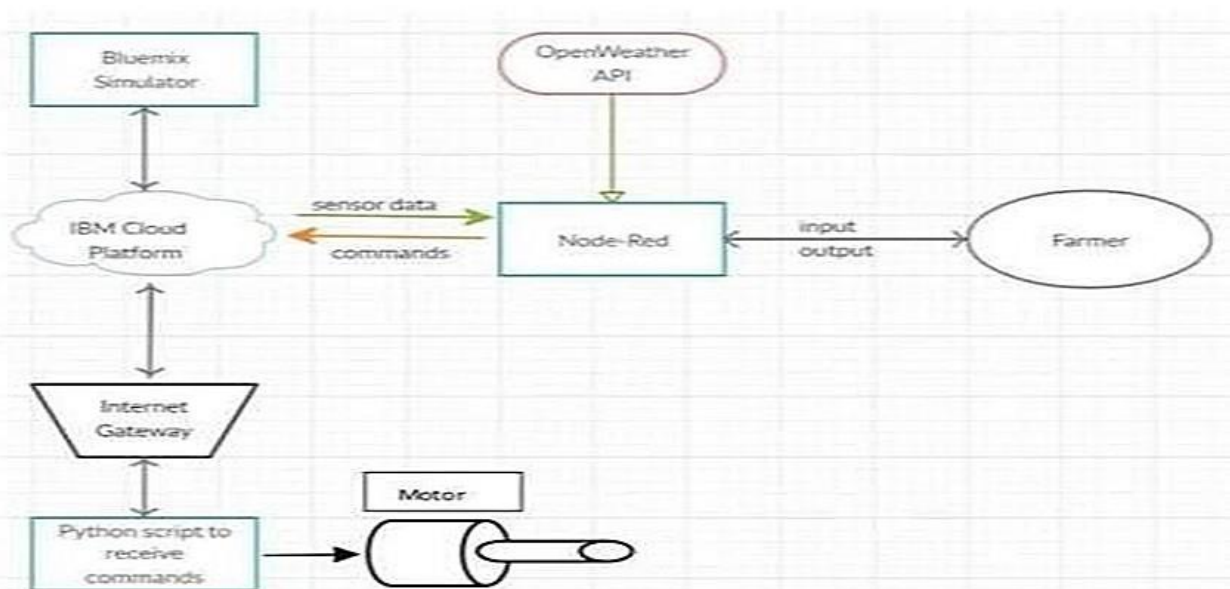 Bluemix
Simulator
OpenWeather
API
IBM Cloud
Platform
sensor data
commands
Node-Red
input
output
Farmer
Internet
Gateway
Motor
Python script to
receive
commands